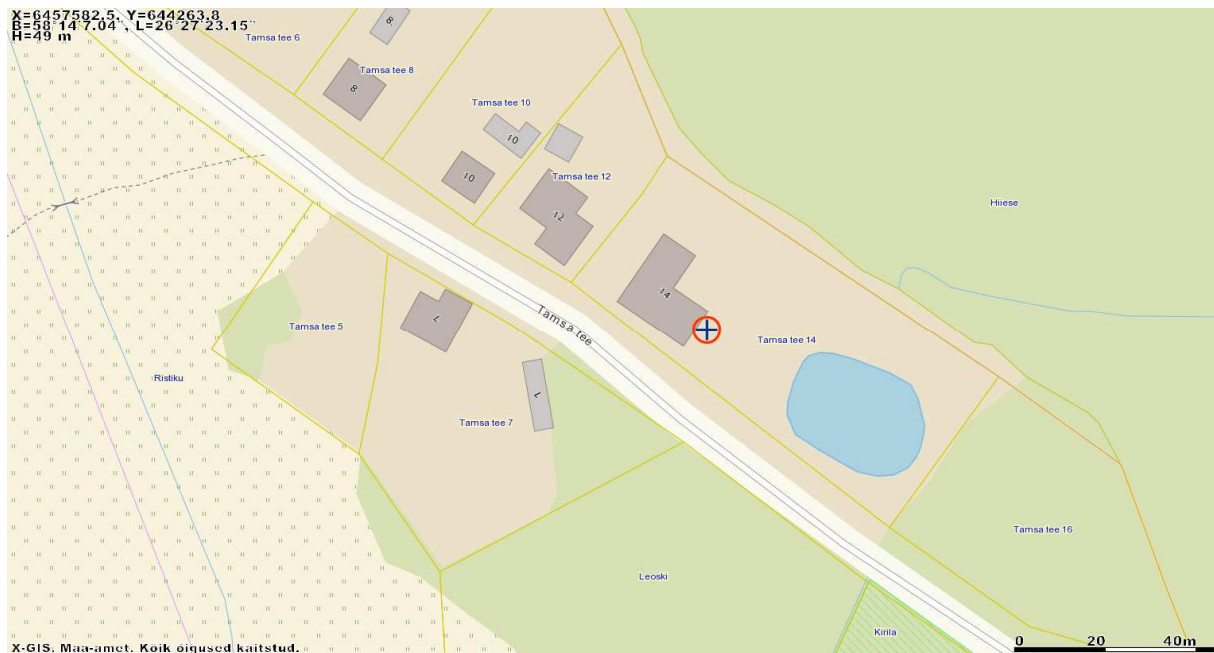 X=6457582.5, Y=644263.8
B=58°14'7.04", L=26°27'23.15"
H=49 m
8
Tamsa tee 6
Tamsa tee 8
8
Tamsa tee 10
10
10
Tamsa tee 12
12
Hiiese
14
Tamsa tee
7
Tamsa tee 5
Tamsa tee 14
Ristiku
7
Tamsa tee 7
Tamsa tee 16
Leoski
Kirila
0 20 40m
X-GIS. Maa-amet. Kõik õigused kaitstud.